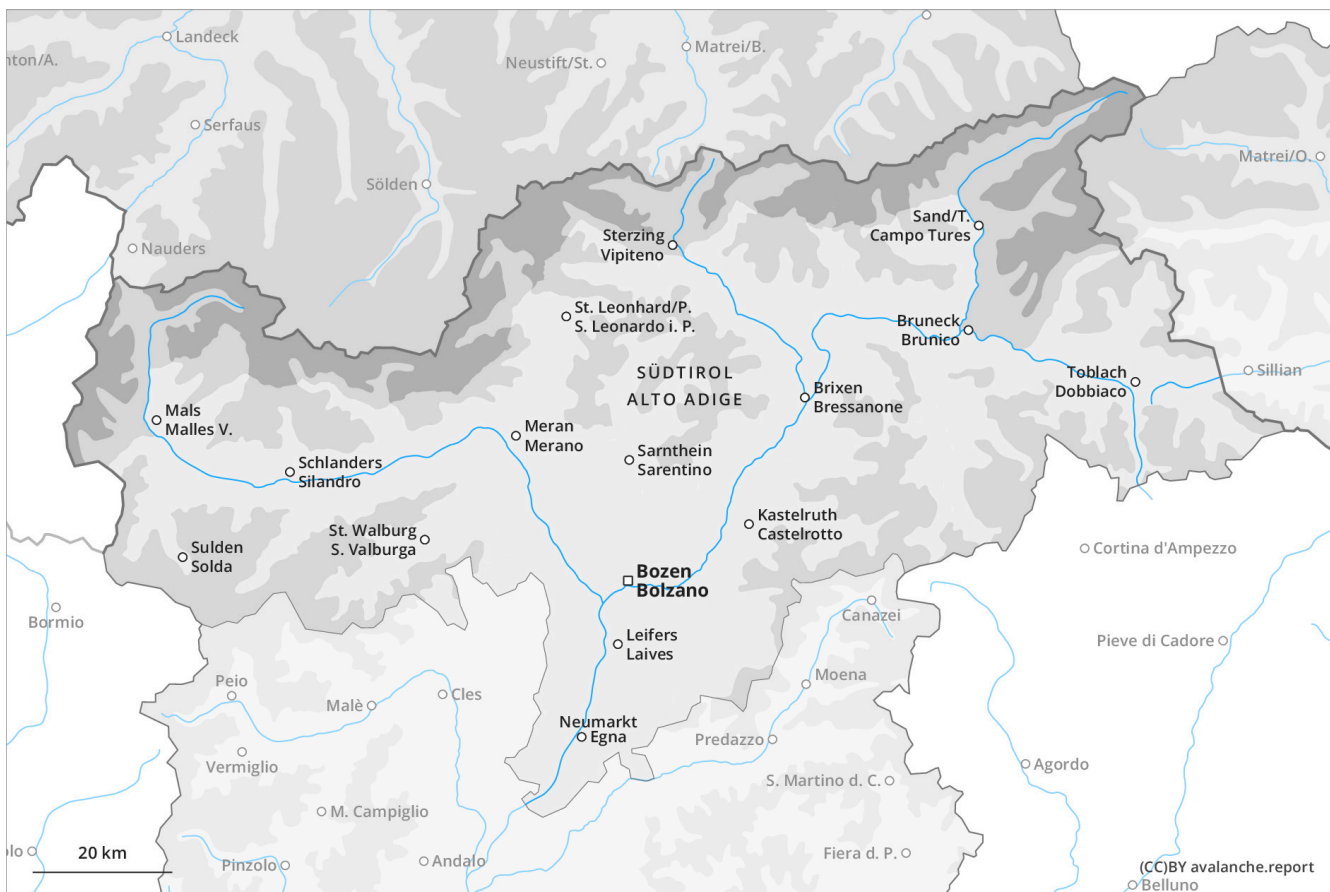 Landeck
Matrei/B.
nton/A.
Neustift/St.
Serfaus
Matrei/O.
Sölden
Sand/T.
Campo Tures
Sterzing
Vipiteno
Nauders
St. Leonhard/P.
S. Leonardo i. P.
Bruneck
Brunico
SÜDTIROL
ALTO ADIGE
Toblach
Dobbiaco
Sillian
Brixen
Bressanone
Mals
Malles V.
Meran
Merano
Schlanders
Silandro
Sarnthein
Sarentino
Kastelruth
Castelrotto
St. Walburg
S. Valburga
Sulden
Solda
Cortina d'Ampezzo
Bozen
Bolzano
Bormio
Canazei
Leifers
Laives
Pieve di Cadore
Peio
Malè
Cles
Moena
Neumarkt
Egna
Predazzo
Vermiglio
Agordo
S. Martino d. C.
M. Campiglio
olo
20 km
Pinzolo
Andalo
Fiera d. P.
(CC)BY avalanche.report
Belluno